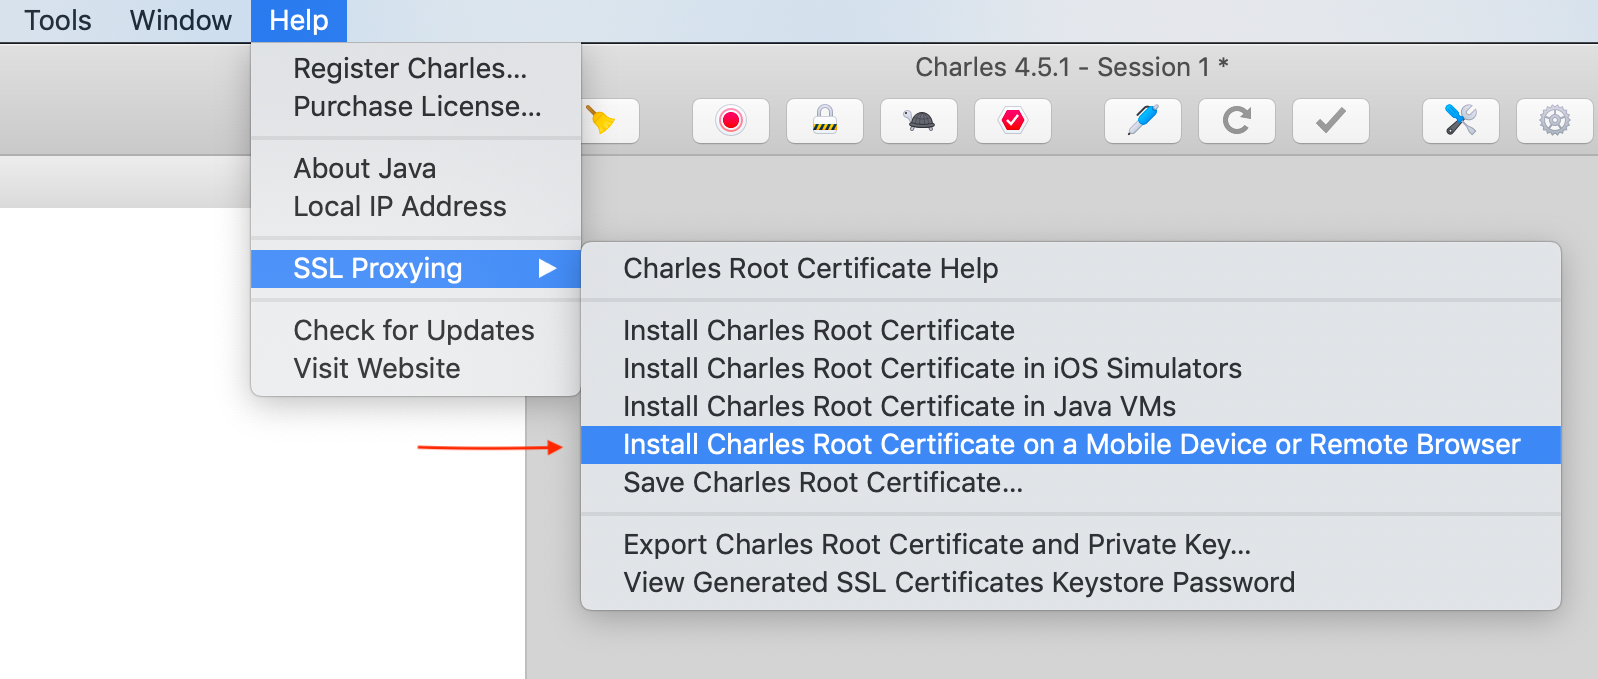 Tools Window Help
Charles 4.5.1 - Session 1 *
Register Charles...
Purchase License...
About Java
Local IP Address
SSL Proxying
Check for Updates
Visit Website
Charles Root Certificate Help
Install Charles Root Certificate
Install Charles Root Certificate in iOS Simulators
Install Charles Root Certificate in Java VMs
Install Charles Root Certificate on a Mobile Device or Remote Browser
Save Charles Root Certificate...
Export Charles Root Certificate and Private Key...
View Generated SSL Certificates Keystore Password